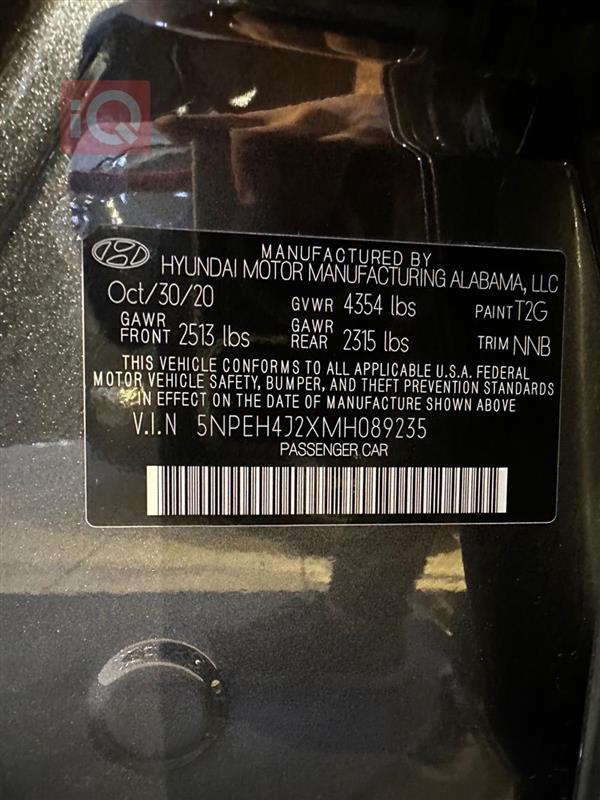 iQ
MANUFACTURED BY
HYUNDAI MOTOR MANUFACTURING ALABAMA, LLC
Oct/30/20 GVWR 4354 lbs PAINT T2G
GAWR FRONT 2513 lbs GAWR REAR 2315 lbs TRIM NNB
THIS VEHICLE CONFORMS TO ALL APPLICABLE U.S.A. FEDERAL
MOTOR VEHICLE SAFETY, BUMPER, AND THEFT PREVENTION STANDARDS
IN EFFECT ON THE DATE OF MANUFACTURE SHOWN ABOVE
V.I.N 5NPEH4J2XMH089235
PASSENGER CAR